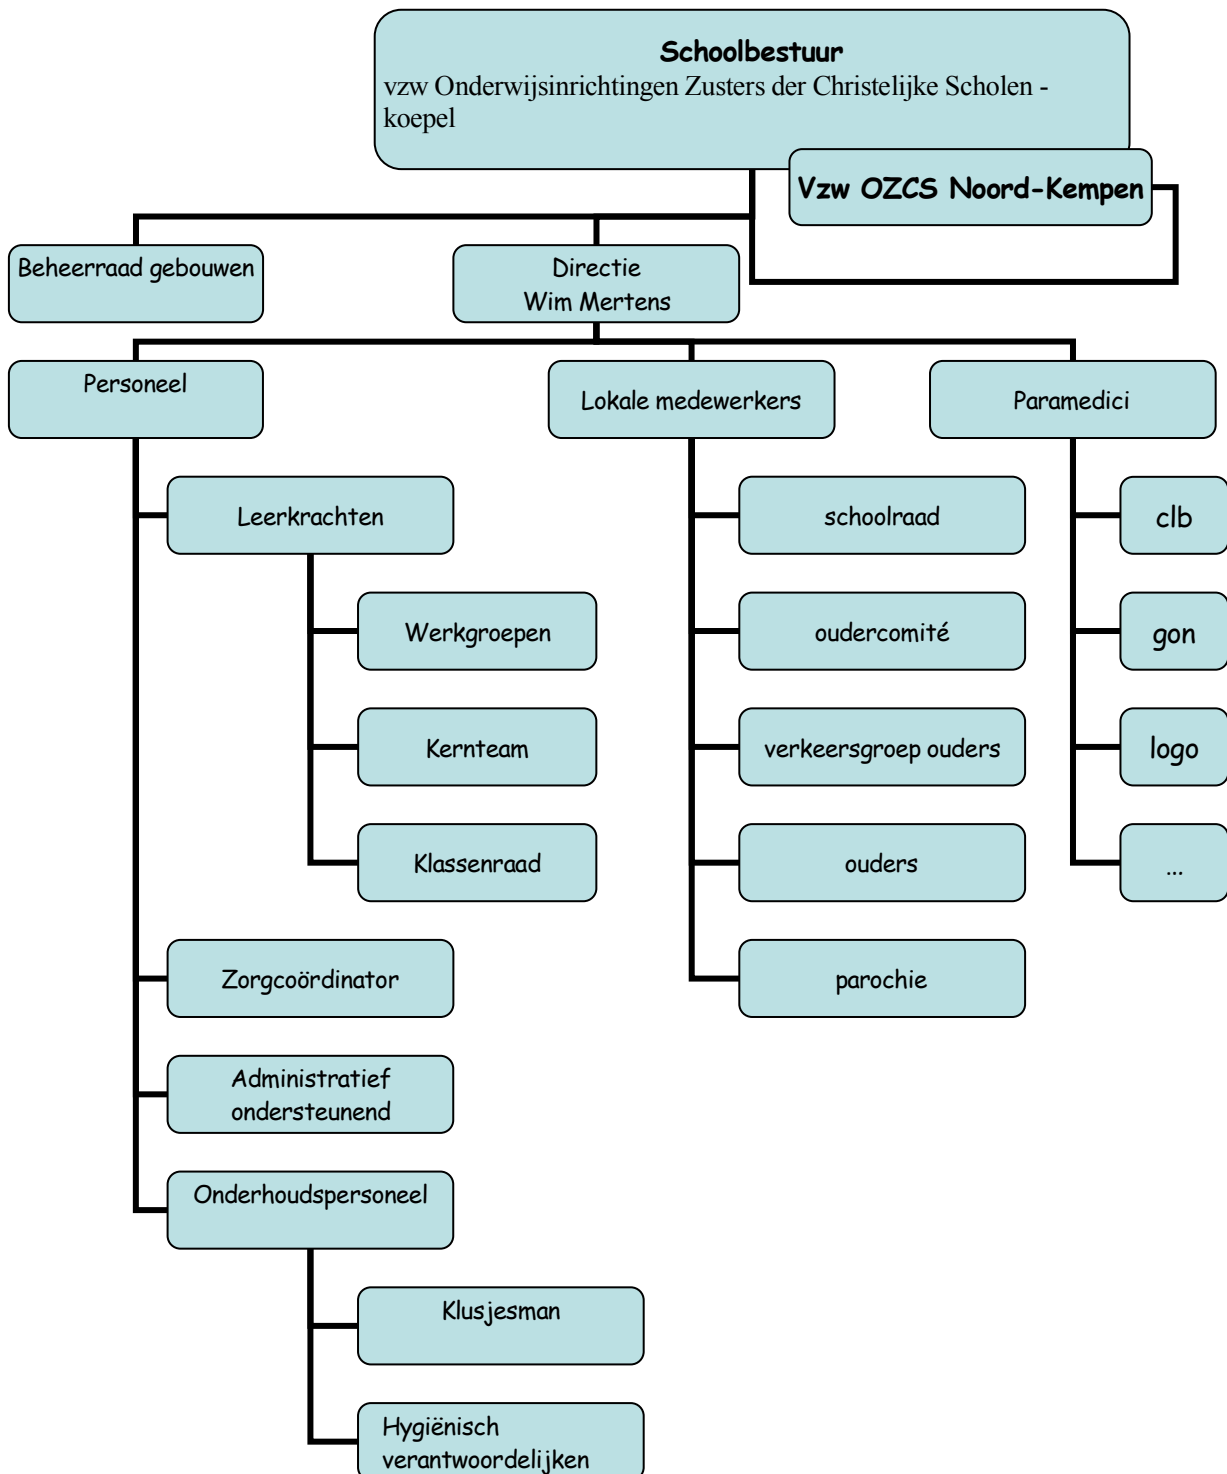 Schoolbestuur
vzw Onderwijsinrichtingen Zusters der Christelijke Scholen -
koepel
Vzw OZCS Noord-Kempen
Beheerraad gebouwen
Directie
Wim Mertens
Personeel
Lokale medewerkers
Paramedici
Leerkrachten
schoolraad
clb
Werkgroepen
oudercomité
gon
Kernteam
verkeersgroep ouders
logo
Klassenraad
ouders
...
Zorgcoördinator
parochie
Administratief
ondersteunend
Onderhoudspersoneel
Klusjesman
Hygiënisch
verantwoordelijken